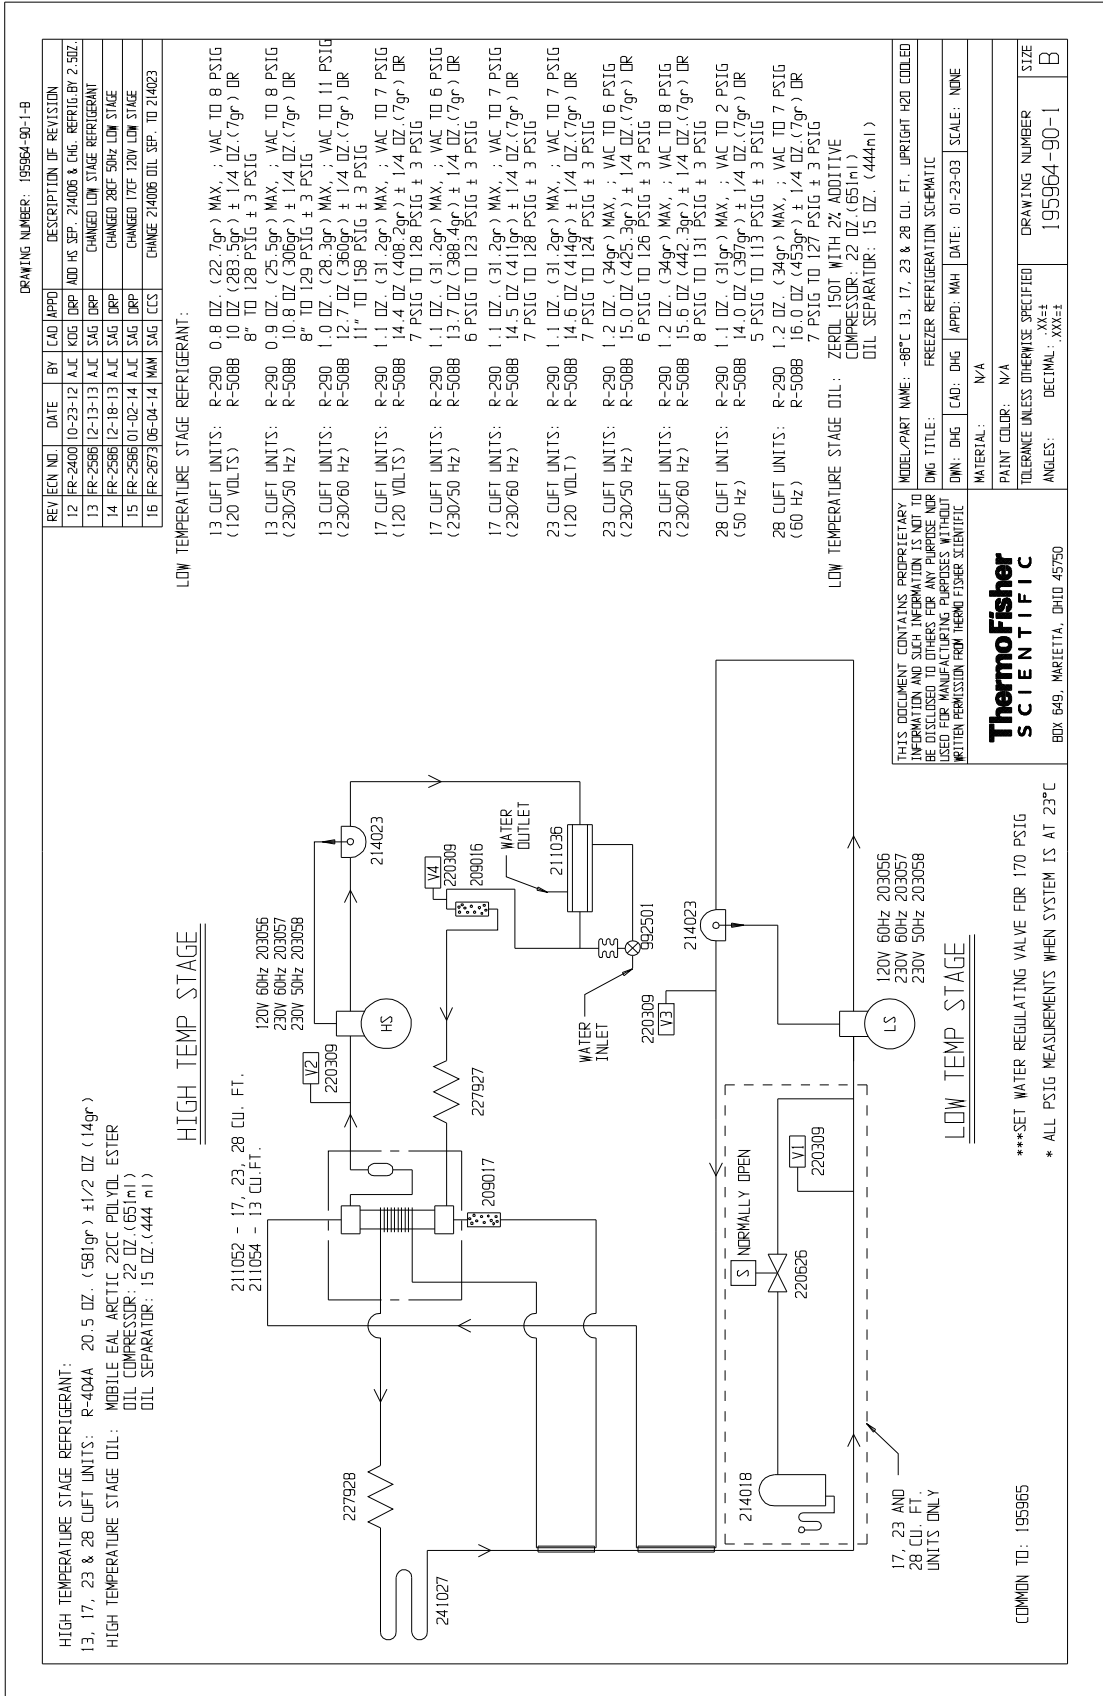 DRAWING NUMBER: 195964-90-1-B
REV ECN NO. DATE BY CAD APPD DESCRIPTION OF REVISION
12 FR-2400 10-23-12 AJC KDG DRP ADD HS SEP. 214006 & CHG. REFRIG.BY 2.5OZ.
13 FR-2586 12-13-13 AJC SAG DRP CHANGED LOW STAGE REFRIGERANT
14 FR-2586 12-18-13 AJC SAG DRP CHANGED 28CF 50Hz LOW STAGE
15 FR-2586 01-02-14 AJC SAG DRP CHANGED 17CF 120V LOW STAGE
16 FR-2673 06-04-14 MAM SAG CCS CHANGE 214006 OIL SEP. TO 214023
HIGH TEMPERATURE STAGE REFRIGERANT:
13, 17, 23 & 28 CUFT UNITS: R-404A 20.5 OZ. (581gr) ±1/2 OZ (14gr)
HIGH TEMPERATURE STAGE OIL: MOBILE EAL ARCTIC 22CC POLYOL ESTER
OIL COMPRESSOR: 22 OZ.(651ml)
OIL SEPARATOR: 15 OZ.(444 ml)
HIGH TEMP STAGE
211052 - 17, 23, 28 CU. FT.
211054 - 13 CU.FT.
V2
220309
120V 60Hz 203056
230V 60Hz 203057
230V 50Hz 203058
HS
214023
227928
241027
209017
227927
V4
220309
209016
WATER
OUTLET
211036
992501
WATER
INLET
214023
220309
V3
S NORMALLY OPEN
220626
V1
220309
214018
17, 23 AND
28 CU. FT.
UNITS ONLY
LS
120V 60Hz 203056
230V 60Hz 203057
230V 50Hz 203058
LOW TEMP STAGE
***SET WATER REGULATING VALVE FOR 170 PSIG
* ALL PSIG MEASUREMENTS WHEN SYSTEM IS AT 23°C
COMMON TO: 195965
LOW TEMPERATURE STAGE REFRIGERANT:
13 CUFT UNITS: R-290 0.8 OZ. (22.7gr) MAX., ; VAC TO 8 PSIG
(120 VOLTS) R-508B 10 OZ (283.5gr) ± 1/4 OZ.(7gr) OR
8" TO 128 PSIG ± 3 PSIG
13 CUFT UNITS: R-290 0.9 OZ. (25.5gr) MAX., ; VAC TO 8 PSIG
(230/50 Hz) R-508B 10.8 OZ (306gr) ± 1/4 OZ.(7gr) OR
8" TO 129 PSIG ± 3 PSIG
13 CUFT UNITS: R-290 1.0 OZ. (28.3gr) MAX., ; VAC TO 11 PSIG
(230/60 Hz) R-508B 12.7 OZ (360gr) ± 1/4 OZ.(7gr) OR
11" TO 158 PSIG ± 3 PSIG
17 CUFT UNITS: R-290 1.1 OZ. (31.2gr) MAX., ; VAC TO 7 PSIG
(120 VOLTS) R-508B 14.4 OZ (408.2gr) ± 1/4 OZ.(7gr) OR
7 PSIG TO 128 PSIG ± 3 PSIG
17 CUFT UNITS: R-290 1.1 OZ. (31.2gr) MAX., ; VAC TO 6 PSIG
(230/50 Hz) R-508B 13.7 OZ (388.4gr) ± 1/4 OZ.(7gr) OR
6 PSIG TO 123 PSIG ± 3 PSIG
17 CUFT UNITS: R-290 1.1 OZ. (31.2gr) MAX., ; VAC TO 7 PSIG
(230/60 Hz) R-508B 14.5 OZ (411gr) ± 1/4 OZ.(7gr) OR
7 PSIG TO 128 PSIG ± 3 PSIG
23 CUFT UNITS: R-290 1.1 OZ. (31.2gr) MAX., ; VAC TO 7 PSIG
(120 VOLT) R-508B 14.6 OZ (414gr) ± 1/4 OZ.(7gr) OR
7 PSIG TO 124 PSIG ± 3 PSIG
23 CUFT UNITS: R-290 1.2 OZ. (34gr) MAX., ; VAC TO 6 PSIG
(230/50 Hz) R-508B 15.0 OZ (425.3gr) ± 1/4 OZ.(7gr) OR
6 PSIG TO 126 PSIG ± 3 PSIG
23 CUFT UNITS: R-290 1.2 OZ. (34gr) MAX., ; VAC TO 8 PSIG
(230/60 Hz) R-508B 15.6 OZ (442.3gr) ± 1/4 OZ.(7gr) OR
8 PSIG TO 131 PSIG ± 3 PSIG
28 CUFT UNITS: R-290 1.1 OZ. (31gr) MAX., ; VAC TO 2 PSIG
(50 Hz) R-508B 14.0 OZ (397gr) ± 1/4 OZ.(7gr) OR
5 PSIG TO 113 PSIG ± 3 PSIG
28 CUFT UNITS: R-290 1.2 OZ. (34gr) MAX., ; VAC TO 7 PSIG
(60 Hz) R-508B 16.0 OZ (453gr) ± 1/4 OZ.(7gr) OR
7 PSIG TO 127 PSIG ± 3 PSIG
LOW TEMPERATURE STAGE OIL: ZEROL 150T WITH 2% ADDITIVE
COMPRESSOR: 22 OZ.(651ml)
OIL SEPARATOR: 15 OZ. (444ml)
THIS DOCUMENT CONTAINS PROPRIETARY
INFORMATION AND SUCH INFORMATION IS NOT TO
BE DISCLOSED TO OTHERS FOR ANY PURPOSE NOR
USED FOR MANUFACTURING PURPOSES WITHOUT
WRITTEN PERMISSION FROM THERMO FISHER SCIENTIFIC
ThermoFisher
SCIENTIFIC
BOX 649, MARIETTA, OHIO 45750
MODEL/PART NAME: -86°C 13, 17, 23 & 28 CU. FT. UPRIGHT H2O COOLED
DWG TITLE: FREEZER REFRIGERATION SCHEMATIC
DWN: DHG CAD: DHG APPD: MAH DATE: 01-23-03 SCALE: NONE
MATERIAL: N/A
PAINT COLOR: N/A
TOLERANCE UNLESS OTHERWISE SPECIFIED
ANGLES: DECIMAL: .XX=±
.XXX=±
DRAWING NUMBER
195964-90-1
SIZE
B